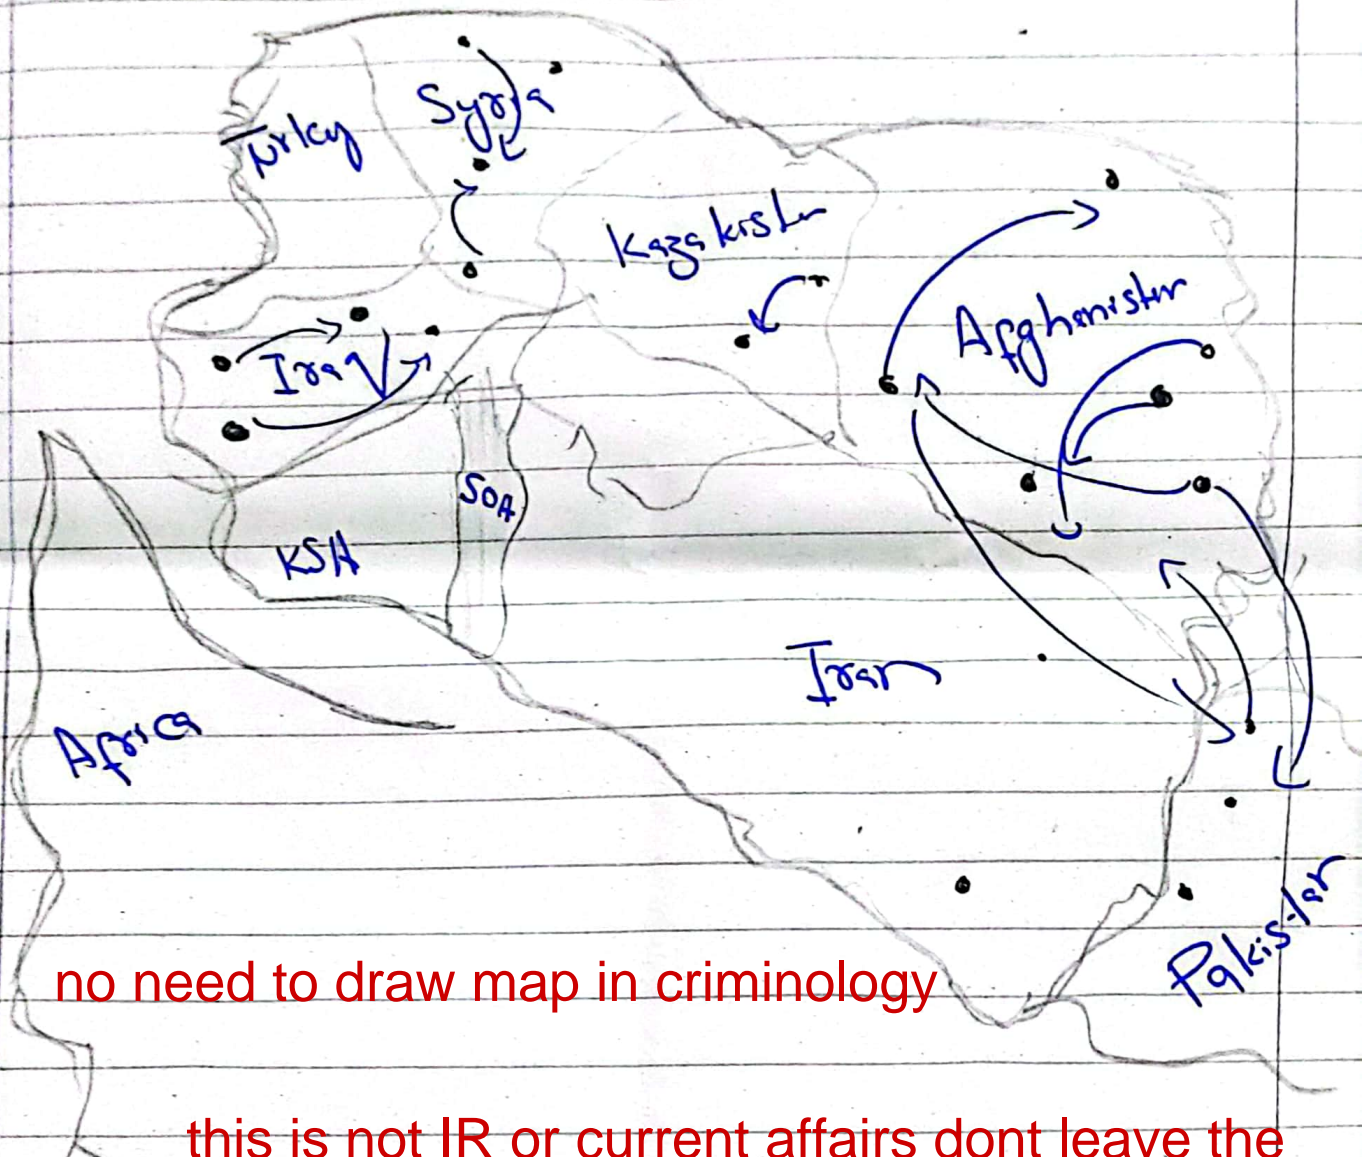 Turkey
Syria
Kazakistan
Iraq
Afghanistan
SOA
KSA
Iran
Africa
Pakistan
no need to draw map in criminology
this is not IR or current affairs dont leave the